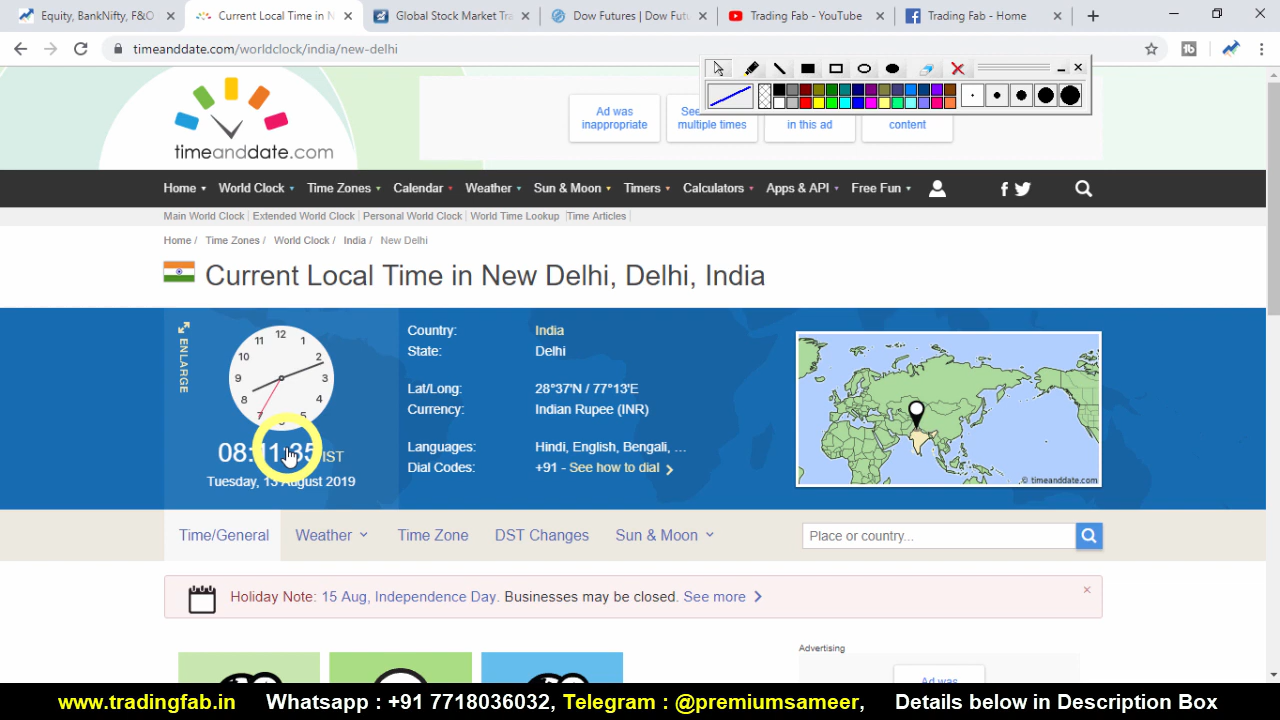 Equity, BankNifty, F&O
Current Local Time in N
Global Stock Market Tra
Dow Futures | Dow Futu
Trading Fab - YouTube
Trading Fab - Home
timeanddate.com/worldclock/india/new-delhi
Ad was inappropriate
See
multiple times
in this ad
content
timeanddate.com
Home World Clock Time Zones Calendar Weather Sun & Moon Timers Calculators Apps & API Free Fun
Main World Clock Extended World Clock Personal World Clock World Time Lookup Time Articles
Home / Time Zones / World Clock / India / New Delhi
Current Local Time in New Delhi, Delhi, India
ENLARGE
12 1 2 3 4 5 7 8 9 10 11
08:11:35 IST
Tuesday, 13 August 2019
Country: India
State: Delhi
Lat/Long: 28°37'N / 77°13'E
Currency: Indian Rupee (INR)
Languages: Hindi, English, Bengali, ...
Dial Codes: +91 - See how to dial
© timeanddate.com
Time/General Weather Time Zone DST Changes Sun & Moon
Place or country...
Holiday Note: 15 Aug, Independence Day. Businesses may be closed. See more
Advertising
Ad was
www.tradingfab.in Whatsapp : +91 7718036032, Telegram : @premiumsameer, Details below in Description Box